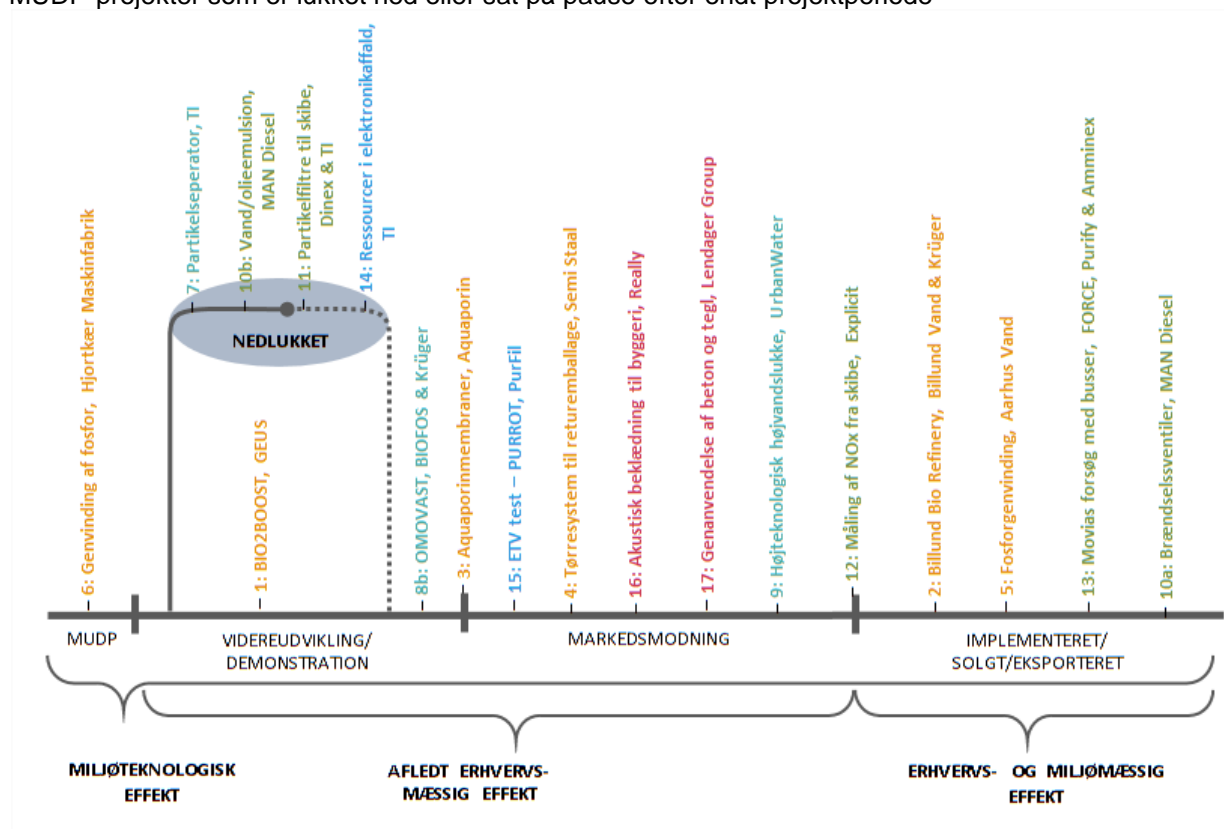 MUDP-projekter som er lukket ned eller sat på pause efter endt projektperiode
6: Genvinding af fosfor, Hjortkær Maskinfabrik
7: Partikelseperator, TI
10b: Vand/olieemulsion,
MAN Diesel
11: Partikelfiltre til skibe,
Dinex & TI
14: Ressourcer i elektronikaffald,
TI
NEDLUKKET
1: BIO2BOOST, GEUS
8b: OMOVAST, BIOFOS & Krüger
3: Aquaporinmembraner, Aquaporin
15: ETV test – PURROT, PurFil
4: Tørresystem til returemballage, Semi Staal
16: Akustisk beklædning til byggeri, Really
17: Genanvendelse af beton og tegl, Lendager Group
9: Højteknologisk højvandslukke, UrbanWater
12: Måling af NOx fra skibe, Explicit
2: Billund Bio Refinery, Billund Vand & Krüger
5: Fosforgenvinding, Aarhus Vand
13: Movias forsøg med busser, FORCE, Purify & Amminex
10a: Brændselssventiler, MAN Diesel
MUDP
VIDEREUDVIKLING/
DEMONSTRATION
MARKEDSMODNING
IMPLEMENTERET/
SOLGT/EKSPORTERET
MILJØTEKNOLOGISK
EFFEKT
AFLEDT ERHVERVS-
MÆSSIG EFFEKT
ERHVERVS- OG MILJØMÆSSIG
EFFEKT